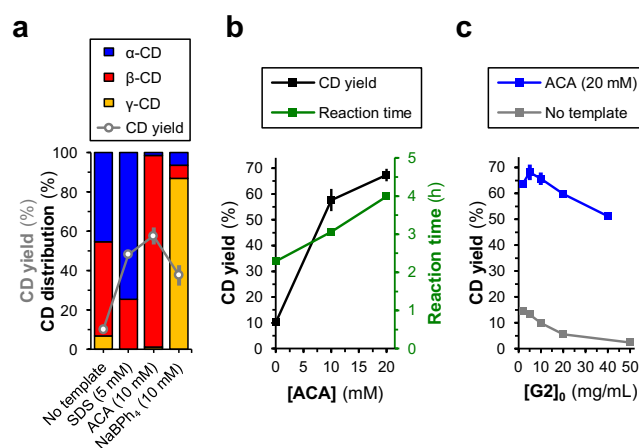 a
α-CD
β-CD
γ-CD
CD yield
CD yield (%)
CD distribution (%)
100
80
60
40
20
0
No template
SDS (5 mM)
ACA (10 mM)
NaBPh₄ (10 mM)
b
CD yield
Reaction time
CD yield (%)
70
60
50
40
30
20
10
0
5
4
3
2
1
0
Reaction time (h)
0
10
20
[ACA] (mM)
c
ACA (20 mM)
No template
CD yield (%)
70
60
50
40
30
20
10
0
0 10 20 30 40 50
[G2]₀ (mg/mL)